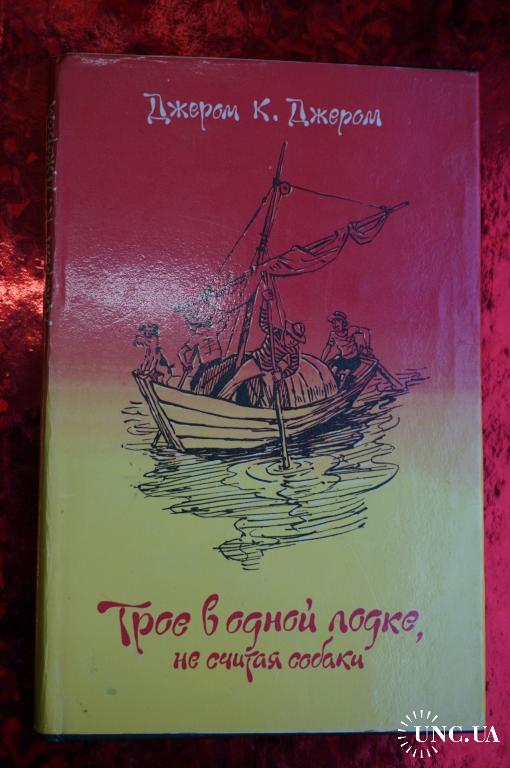 Джером К. Джером
Трое в одной лодке,
не считая собаки
UNC.UA